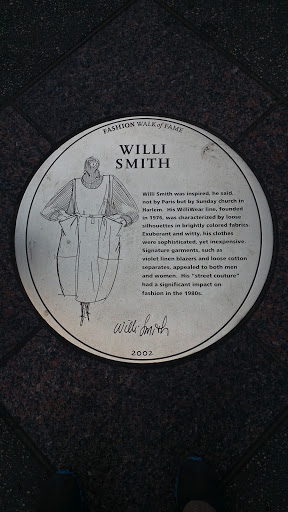 FASHION WALK of FAME
WILLI
SMITH
Willi Smith was inspired, he said,
not by Paris but by Sunday church in
Harlem. His WilliWear line, founded
in 1976, was characterized by loose
silhouettes in brightly colored fabrics
Exuberant and witty, his clothes
were sophisticated, yet inexpensive.
Signature garments, such as
violet linen blazers and loose cotton
separates, appealed to both men
and women. His "street couture"
had a significant impact on
fashion in the 1980s.
Willi Smith
2002